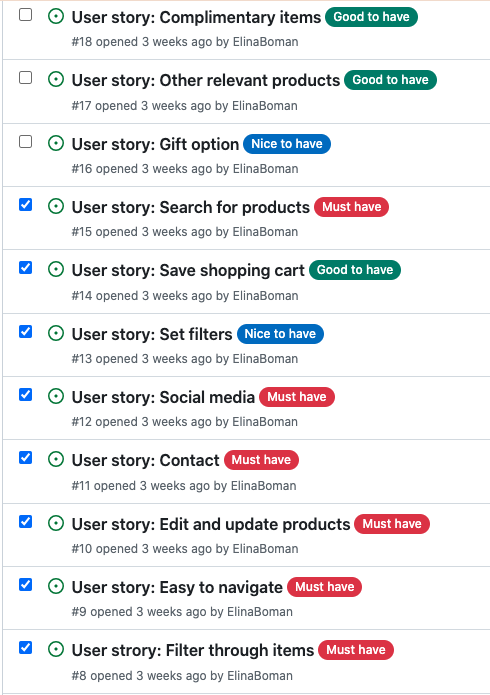 User story: Complimentary items Good to have
#18 opened 3 weeks ago by ElinaBoman
User story: Other relevant products Good to have
#17 opened 3 weeks ago by ElinaBoman
User story: Gift option Nice to have
#16 opened 3 weeks ago by ElinaBoman
User story: Search for products Must have
#15 opened 3 weeks ago by ElinaBoman
User story: Save shopping cart Good to have
#14 opened 3 weeks ago by ElinaBoman
User story: Set filters Nice to have
#13 opened 3 weeks ago by ElinaBoman
User story: Social media Must have
#12 opened 3 weeks ago by ElinaBoman
User story: Contact Must have
#11 opened 3 weeks ago by ElinaBoman
User story: Edit and update products Must have
#10 opened 3 weeks ago by ElinaBoman
User story: Easy to navigate Must have
#9 opened 3 weeks ago by ElinaBoman
User strory: Filter through items Must have
#8 opened 3 weeks ago by ElinaBoman